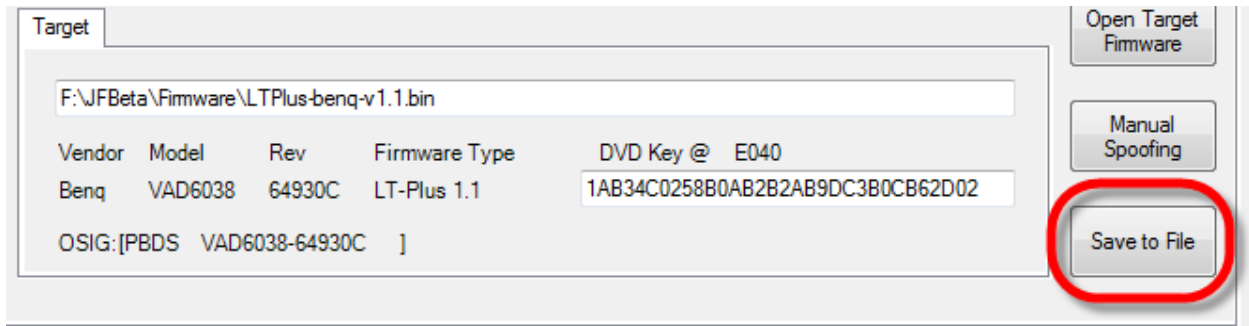 Target
Open Target
Firmware
F:\JFBeta\Firmware\LTPlus-benq-v1.1.bin
Manual
Spoofing
Vendor Model Rev Firmware Type DVD Key @ E040
Benq VAD6038 64930C LT-Plus 1.1 1AB34C0258B0AB2B2AB9DC3B0CB62D02
OSIG:[PBDS VAD6038-64930C ]
Save to File